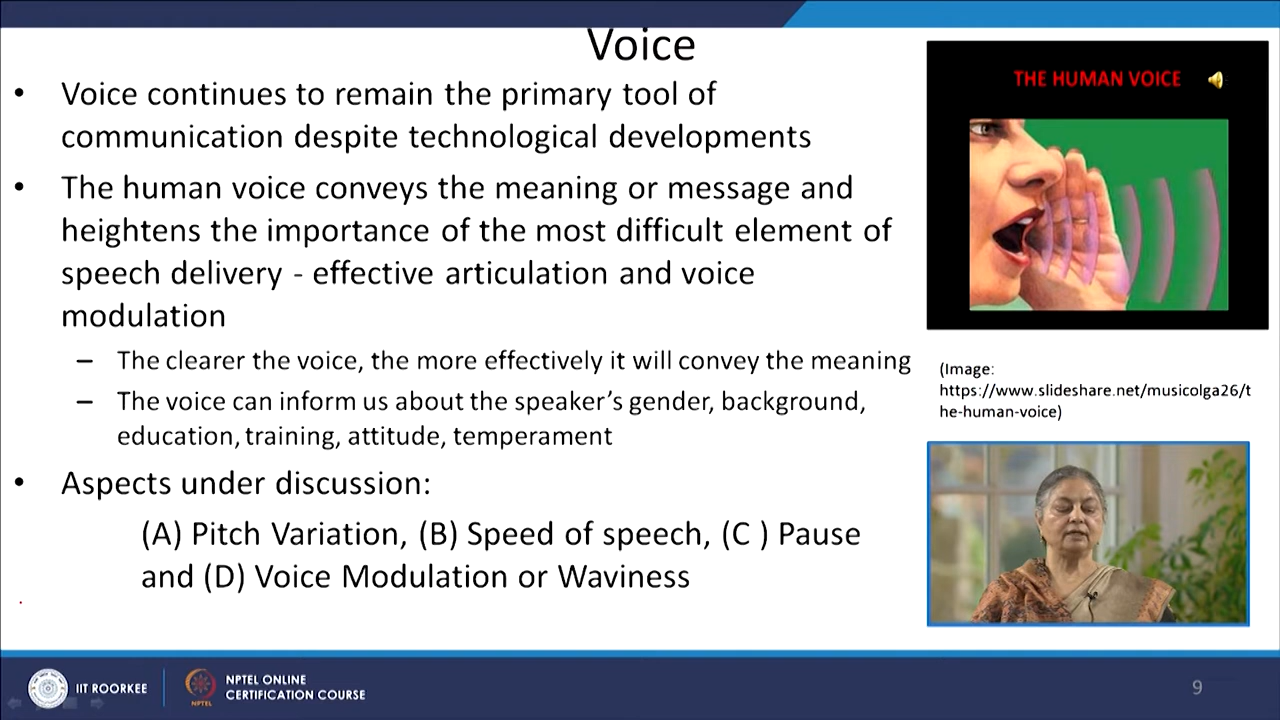 Voice
• Voice continues to remain the primary tool of
communication despite technological developments
• The human voice conveys the meaning or message and
heightens the importance of the most difficult element of
speech delivery - effective articulation and voice
modulation
– The clearer the voice, the more effectively it will convey the meaning
– The voice can inform us about the speaker's gender, background,
education, training, attitude, temperament
• Aspects under discussion:
(A) Pitch Variation, (B) Speed of speech, (C ) Pause
and (D) Voice Modulation or Waviness
THE HUMAN VOICE
(Image:
https://www.slideshare.net/musicolga26/t
he-human-voice)
IIT ROORKEE
NPTEL
NPTEL ONLINE
CERTIFICATION COURSE
9